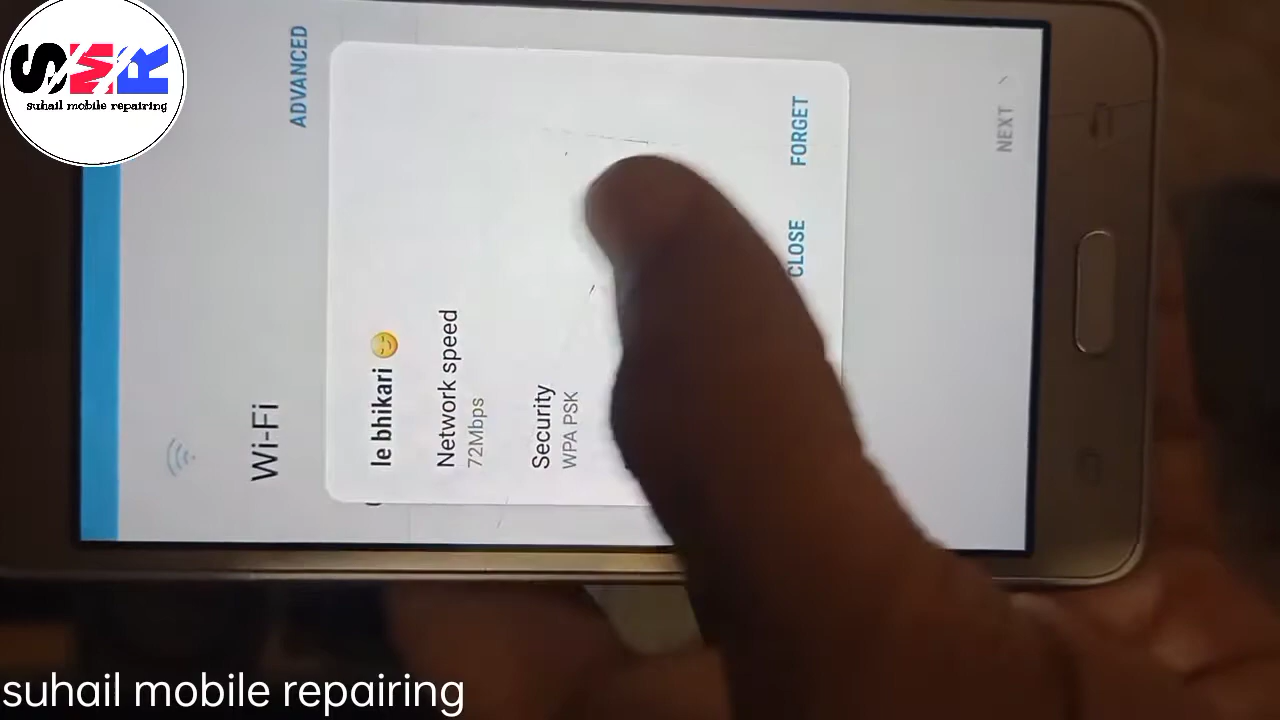 SMR
suhail mobile repairing
Wi-Fi
ADVANCED
le bhikari 😊
Network speed
72Mbps
Security
WPA PSK
CLOSE
FORGET
NEXT
suhail mobile repairing